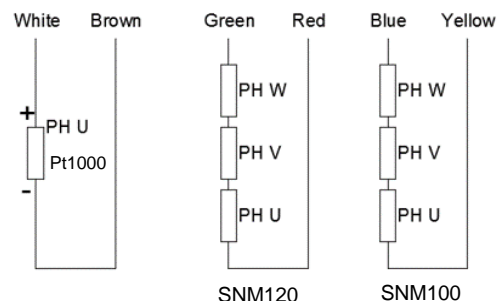 White Brown Green Red Blue Yellow
+
PH U
Pt1000
-
PH W
PH V
PH U
SNM120
PH W
PH V
PH U
SNM100